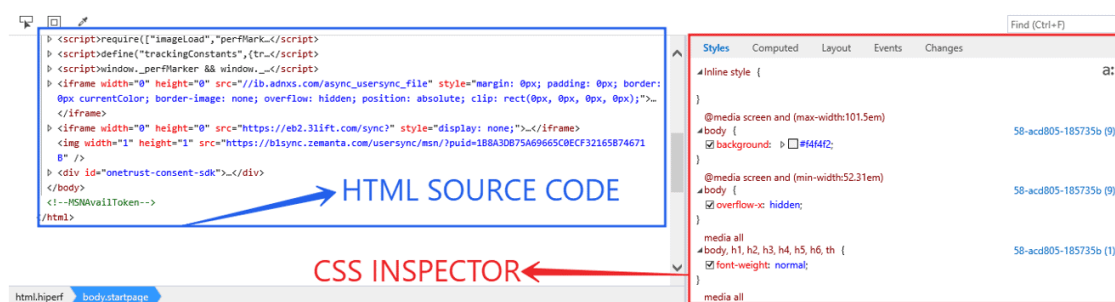 Find (Ctrl+F)
<script>require(["imageLoad","perfMark…</script>
<script>define("trackingConstants",{tr…</script>
<script>window._perfMarker && window._…</script>
<iframe width="0" height="0" src="//ib.adnxs.com/async_usersync_file" style="margin: 0px; padding: 0px; border:
0px currentColor; border-image: none; overflow: hidden; position: absolute; clip: rect(0px, 0px, 0px, 0px);">…
</iframe>
<iframe width="0" height="0" src="https://eb2.3lift.com/sync?" style="display: none;">…</iframe>
<img width="1" height="1" src="https://b1sync.zemanta.com/usersync/msn/?puid=1B8A3DB75A69665C0ECF32165B74671
B" />
<div id="onetrust-consent-sdk">…</div>
</body>
<!--MSNAvailToken-->
</html>
HTML SOURCE CODE
CSS INSPECTOR
html.hiperf body.startpage
Styles Computed Layout Events Changes
Inline style {
a:
}
@media screen and (max-width:101.5em)
body { 58-acd805-185735b (9)
background: #f4f4f2;
}
@media screen and (min-width:52.31em)
body { 58-acd805-185735b (9)
overflow-x: hidden;
}
media all
body, h1, h2, h3, h4, h5, h6, th { 58-acd805-185735b (1)
font-weight: normal;
}
media all